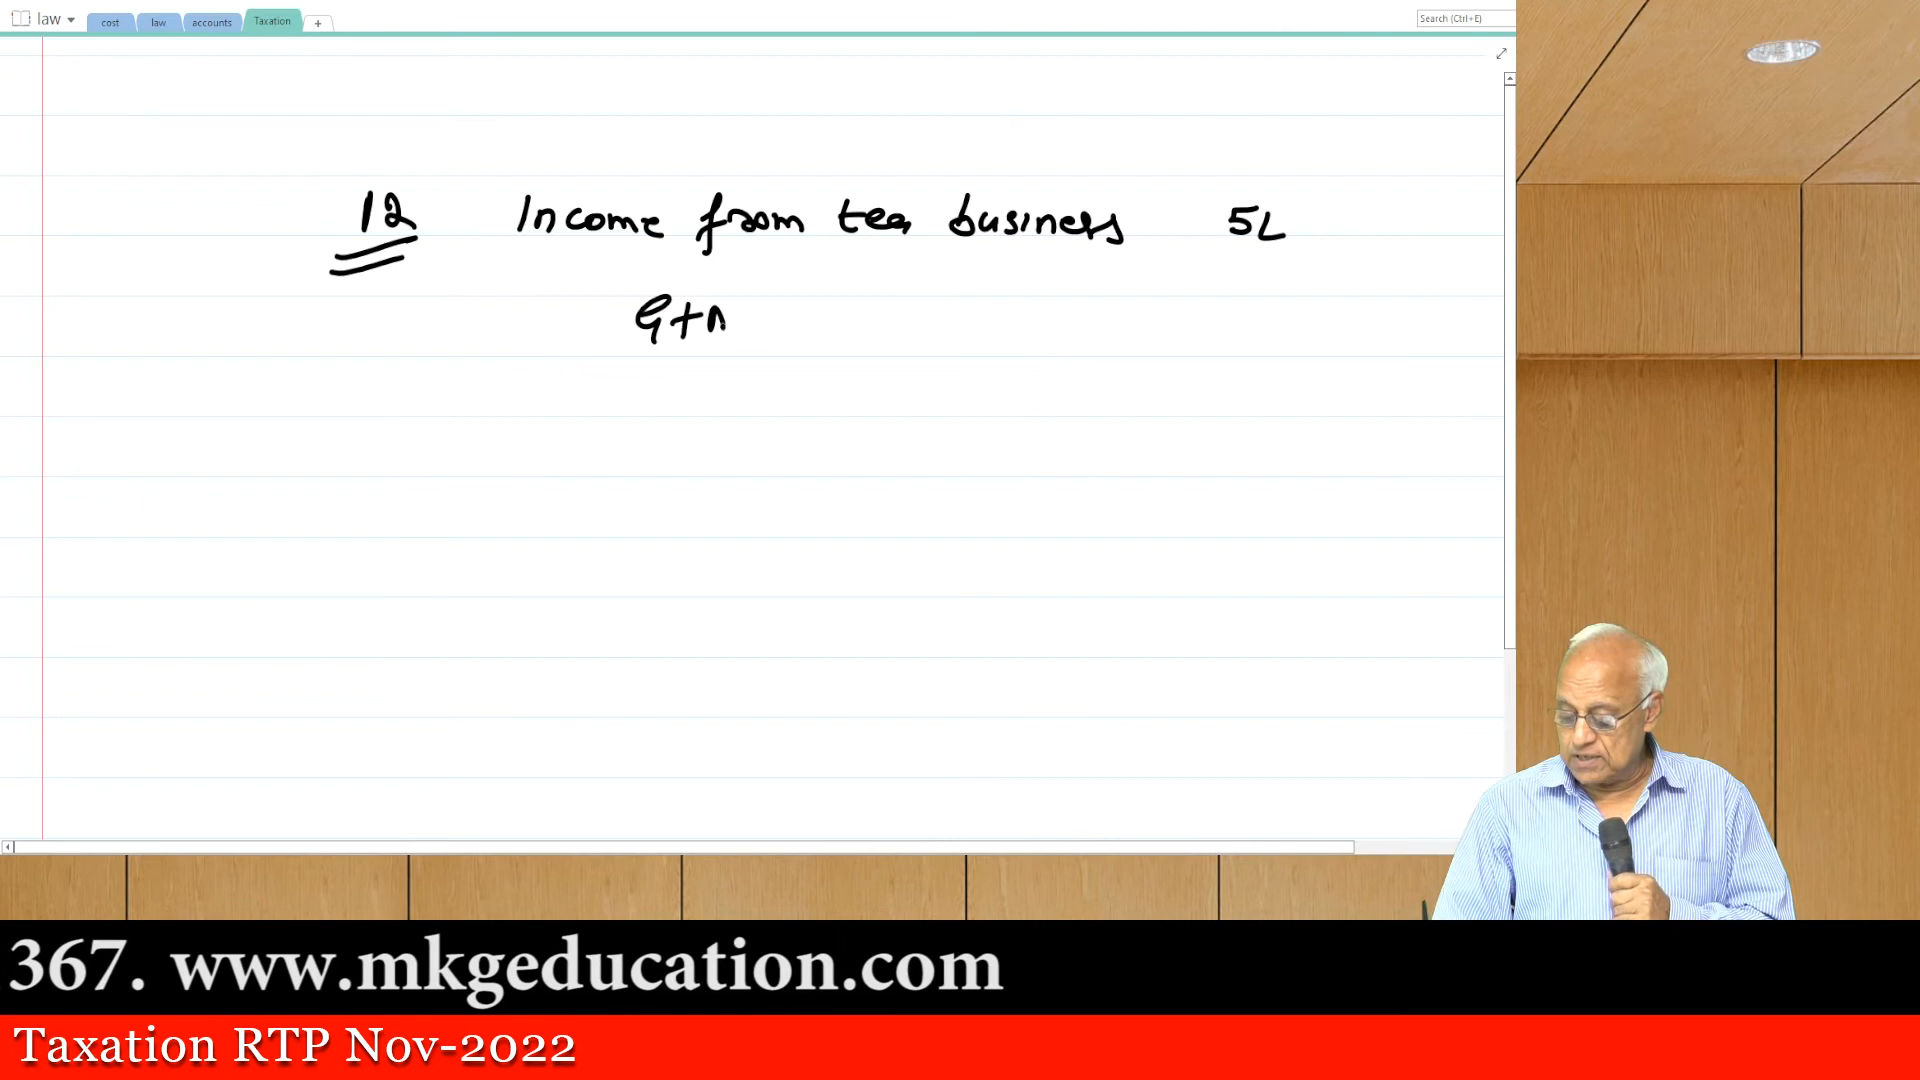 law
cost
law
accounts
Taxation
+
Search (Ctrl+E)
12 Income from tea business 5L
G+m
367. www.mkgeducation.com
Taxation RTP Nov-2022